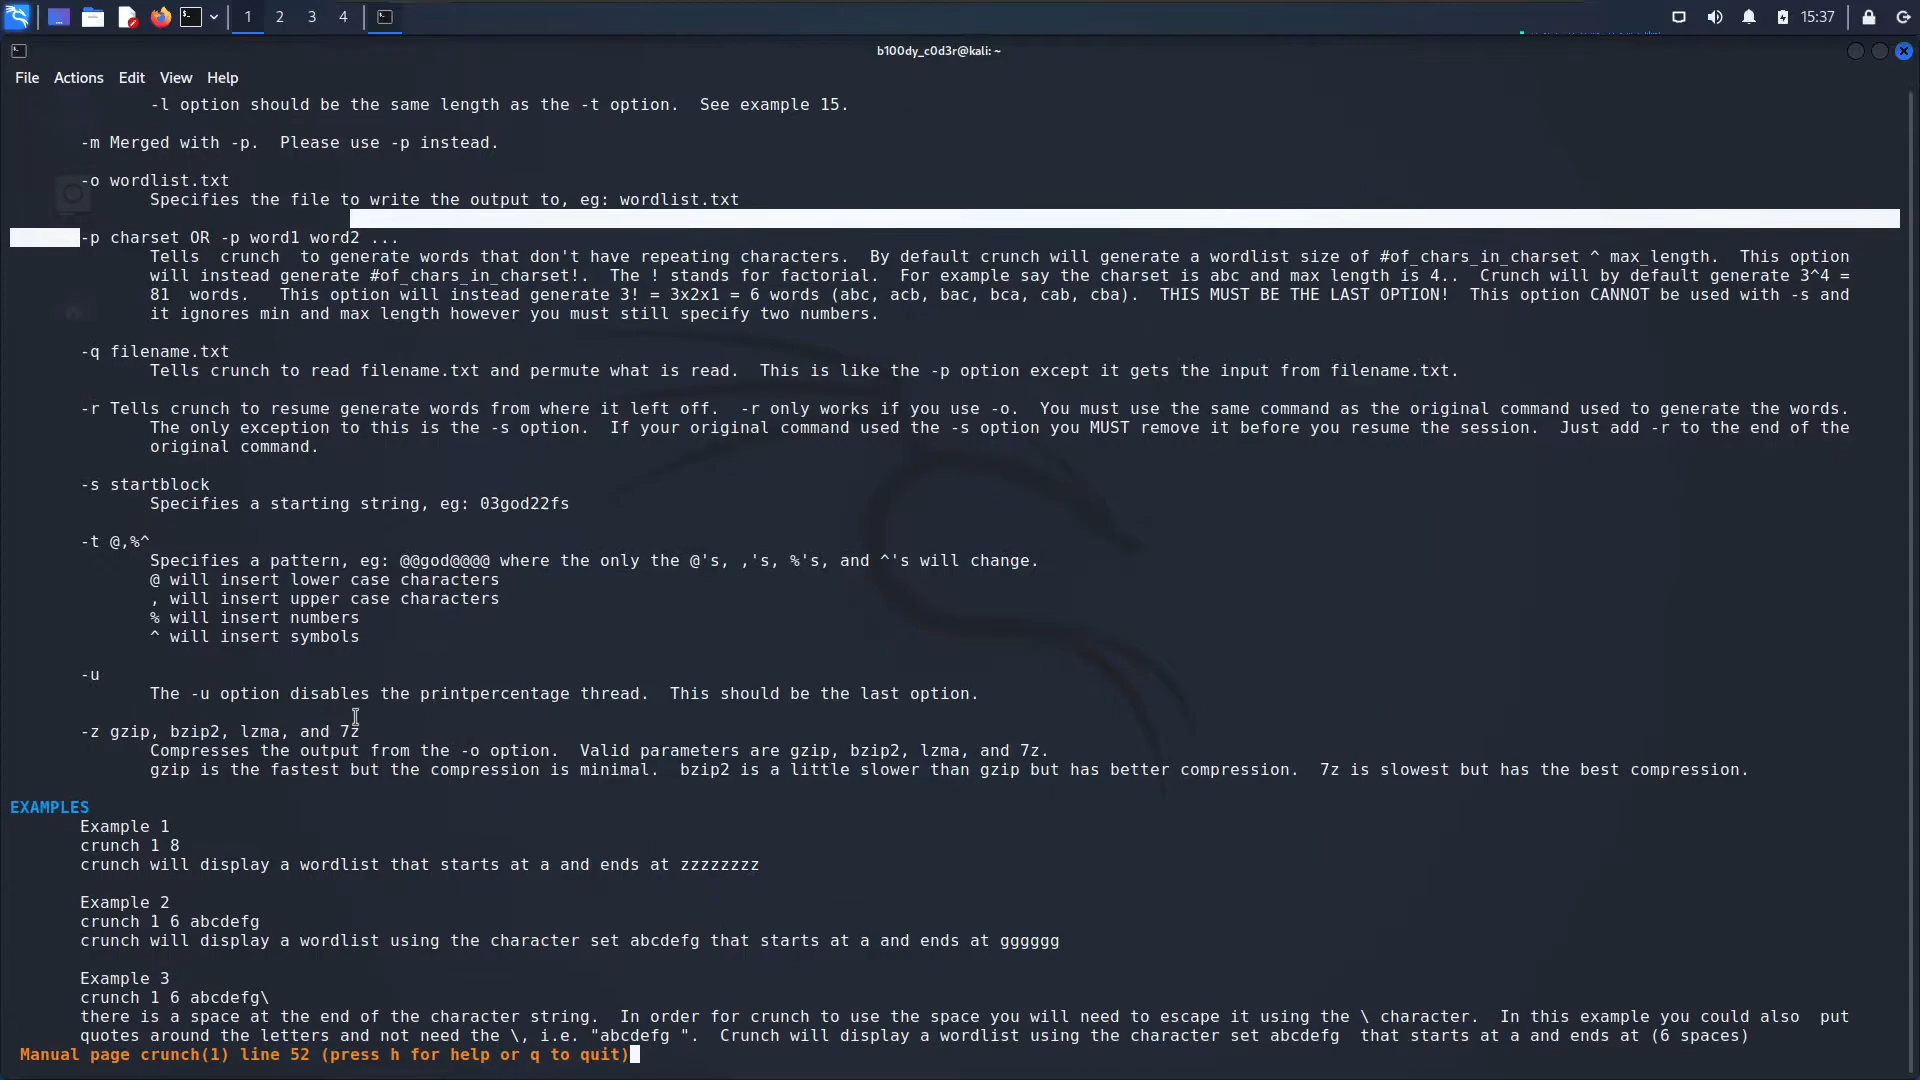 1 2 3 4 15:37
b100dy_c0d3r@kali: ~
File Actions Edit View Help
-l option should be the same length as the -t option.  See example 15.
-m Merged with -p.  Please use -p instead.
-o wordlist.txt
Specifies the file to write the output to, eg: wordlist.txt
-p charset OR -p word1 word2 ...
Tells  crunch  to generate words that don't have repeating characters.  By default crunch will generate a wordlist size of #of_chars_in_charset ^ max_length.  This option
will instead generate #of_chars_in_charset!.  The ! stands for factorial.  For example say the charset is abc and max length is 4..  Crunch will by default generate 3^4 =
81  words.   This option will instead generate 3! = 3x2x1 = 6 words (abc, acb, bac, bca, cab, cba).  THIS MUST BE THE LAST OPTION!  This option CANNOT be used with -s and
it ignores min and max length however you must still specify two numbers.
-q filename.txt
Tells crunch to read filename.txt and permute what is read.  This is like the -p option except it gets the input from filename.txt.
-r Tells crunch to resume generate words from where it left off.  -r only works if you use -o.  You must use the same command as the original command used to generate the words.
The only exception to this is the -s option.  If your original command used the -s option you MUST remove it before you resume the session.  Just add -r to the end of the
original command.
-s startblock
Specifies a starting string, eg: 03god22fs
-t @,%^
Specifies a pattern, eg: @@god@@@@ where the only the @'s, ,'s, %'s, and ^'s will change.
@ will insert lower case characters
, will insert upper case characters
% will insert numbers
^ will insert symbols
-u
The -u option disables the printpercentage thread.  This should be the last option.
-z gzip, bzip2, lzma, and 7z
Compresses the output from the -o option.  Valid parameters are gzip, bzip2, lzma, and 7z.
gzip is the fastest but the compression is minimal.  bzip2 is a little slower than gzip but has better compression.  7z is slowest but has the best compression.
EXAMPLES
Example 1
crunch 1 8
crunch will display a wordlist that starts at a and ends at zzzzzzzz
Example 2
crunch 1 6 abcdefg
crunch will display a wordlist using the character set abcdefg that starts at a and ends at gggggg
Example 3
crunch 1 6 abcdefg\
there is a space at the end of the character string.  In order for crunch to use the space you will need to escape it using the \ character.  In this example you could also  put
quotes around the letters and not need the \, i.e. "abcdefg ".  Crunch will display a wordlist using the character set abcdefg  that starts at a and ends at (6 spaces)
Manual page crunch(1) line 52 (press h for help or q to quit)